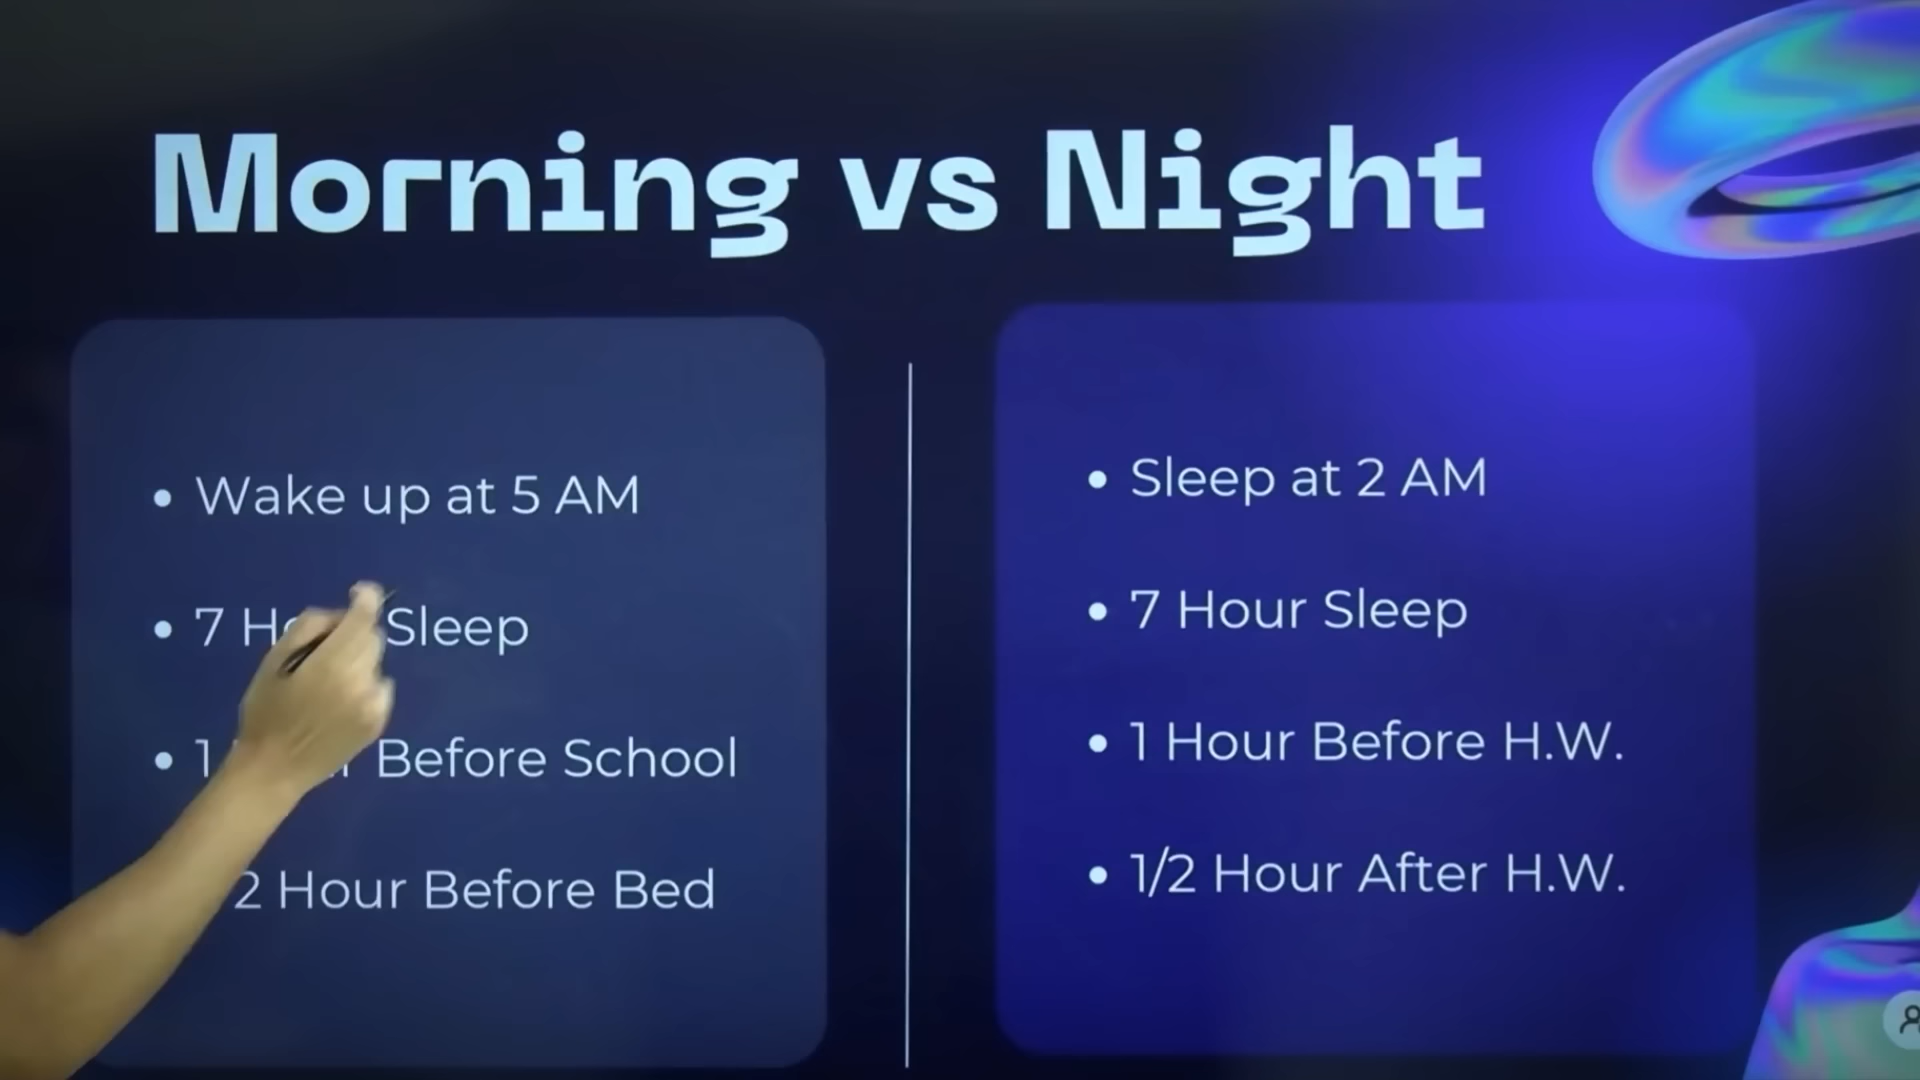 Morning vs Night
• Wake up at 5 AM
• 7 Sleep
• 1 Before School
2 Hour Before Bed
• Sleep at 2 AM
• 7 Hour Sleep
• 1 Hour Before H.W.
• 1/2 Hour After H.W.